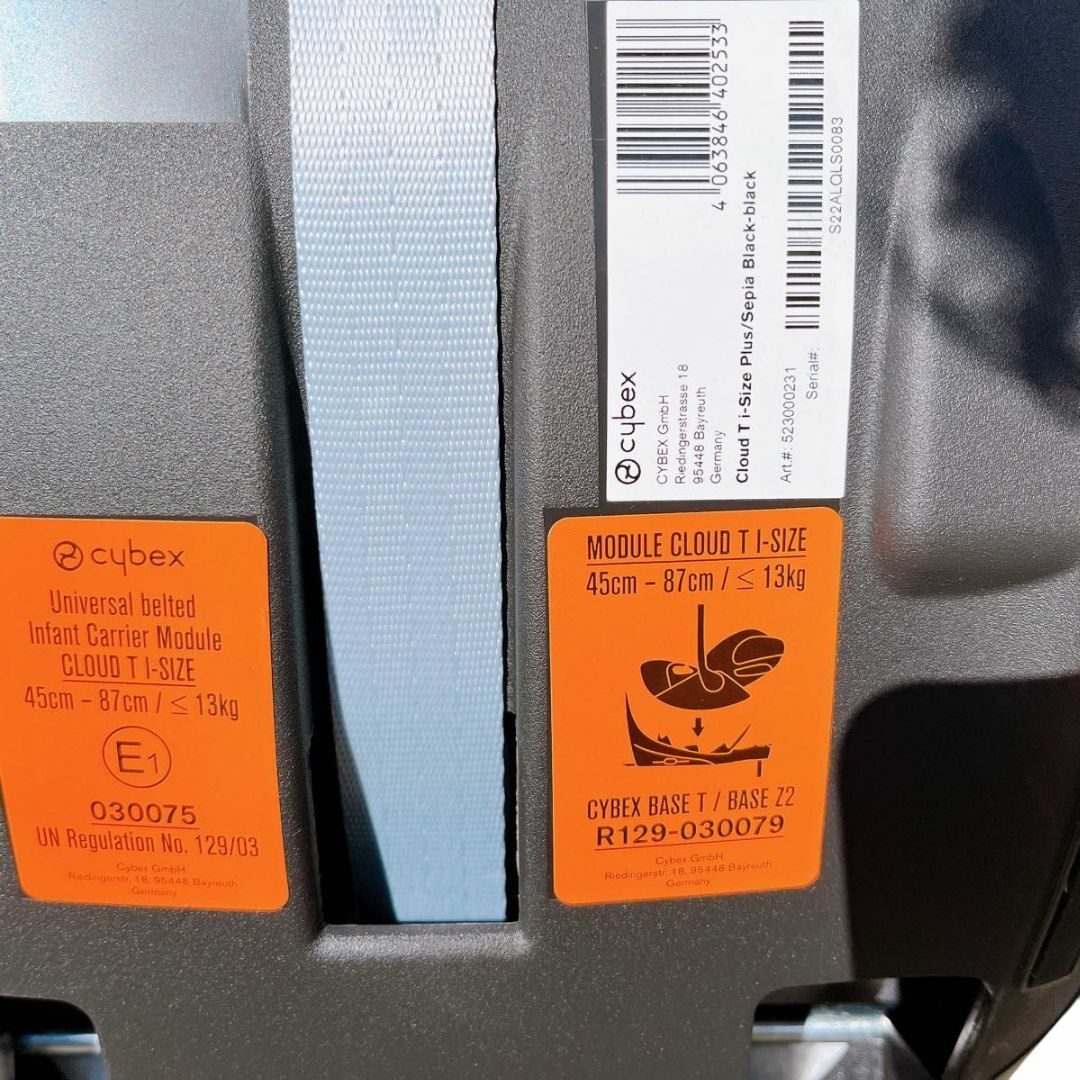 4 063846 402533
S22ALQLS0083
cybex
CYBEX GmbH
Riedingerstrasse 18
95448 Bayreuth
Germany
Cloud T i-Size Plus/Sepia Black-black
Art.#: 523000231
Serial#:
cybex
Universal belted
Infant Carrier Module
CLOUD T I-SIZE
45cm – 87cm / ≤ 13kg
E1
030075
UN Regulation No. 129/03
Cybex GmbH
Riedingerstr. 18, 95448 Bayreuth
Germany
MODULE CLOUD T I-SIZE
45cm – 87cm / ≤ 13kg
CYBEX BASE T / BASE Z2
R129-030079
Cybex GmbH
Riedingerstr. 18, 95448 Bayreuth
Germany